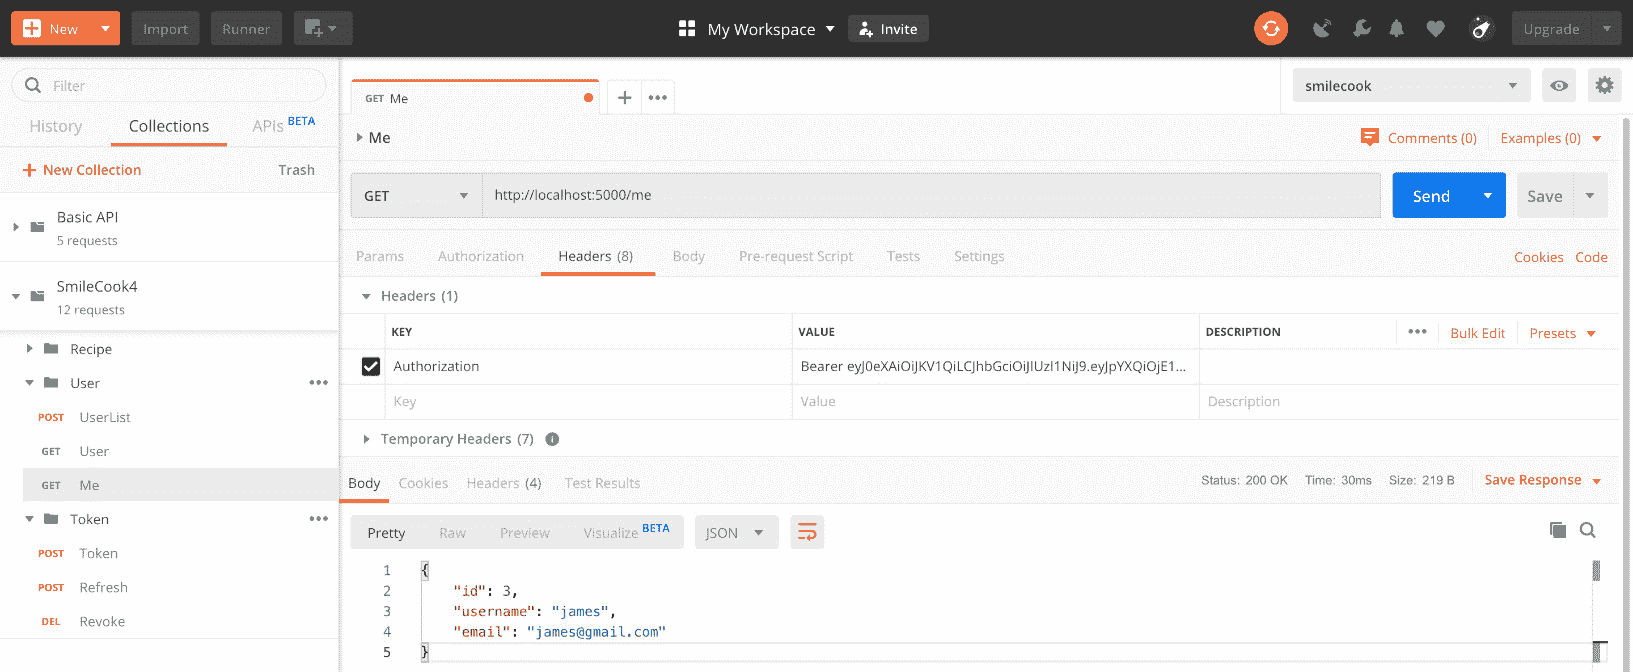 New Import Runner My Workspace Invite Upgrade
Filter
History Collections APIs BETA
New Collection Trash
Basic API
5 requests
SmileCook4
12 requests
Recipe
User
POST UserList
GET User
GET Me
Token
POST Token
POST Refresh
DEL Revoke
GET Me
smilecook
Me Comments (0) Examples (0)
GET http://localhost:5000/me Send Save
Params Authorization Headers (8) Body Pre-request Script Tests Settings Cookies Code
Headers (1)
KEY VALUE DESCRIPTION Bulk Edit Presets
Authorization Bearer eyJ0eXAiOiJKV1QiLCJhbGciOiJIUzI1NiJ9.eyJpYXQiOjE1...
Key Value Description
Temporary Headers (7)
Body Cookies Headers (4) Test Results Status: 200 OK Time: 30ms Size: 219 B Save Response
Pretty Raw Preview Visualize BETA JSON
1 {
2 "id": 3,
3 "username": "james",
4 "email": "james@gmail.com"
5 }